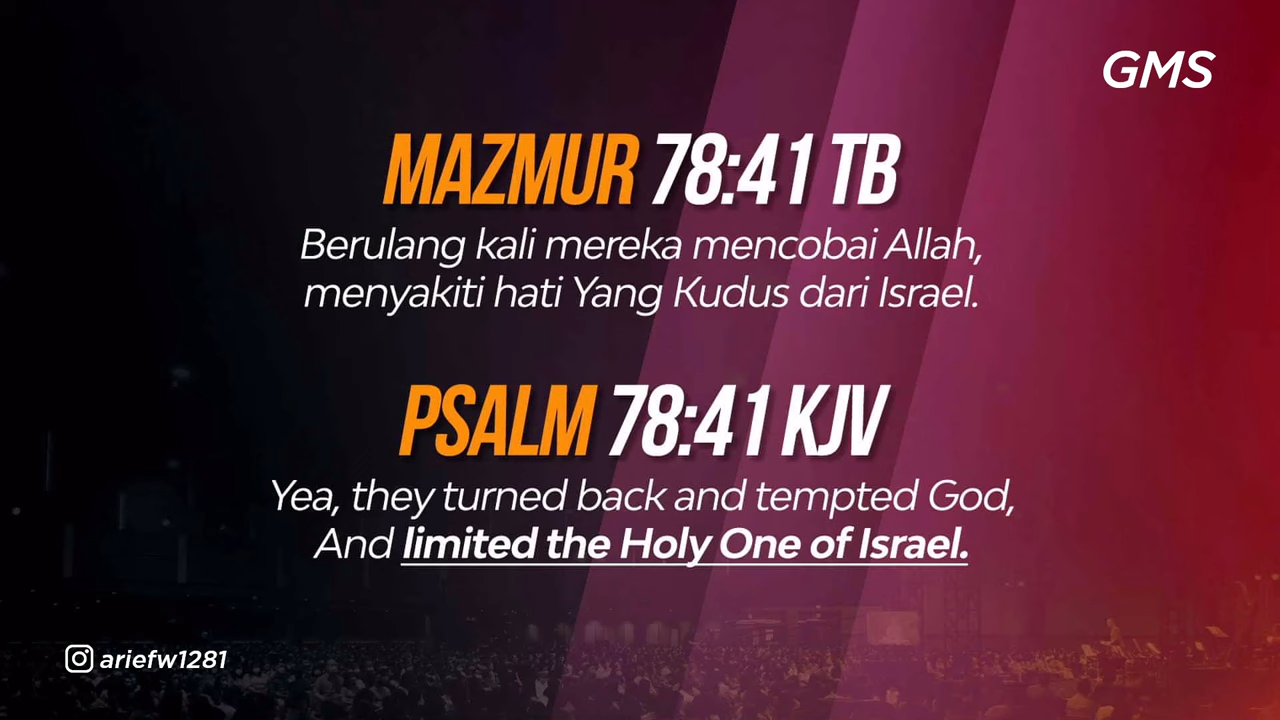 GMS
MAZMUR 78:41 TB
Berulang kali mereka mencobai Allah,
menyakiti hati Yang Kudus dari Israel.
PSALM 78:41 KJV
Yea, they turned back and tempted God,
And limited the Holy One of Israel.
ariefw1281